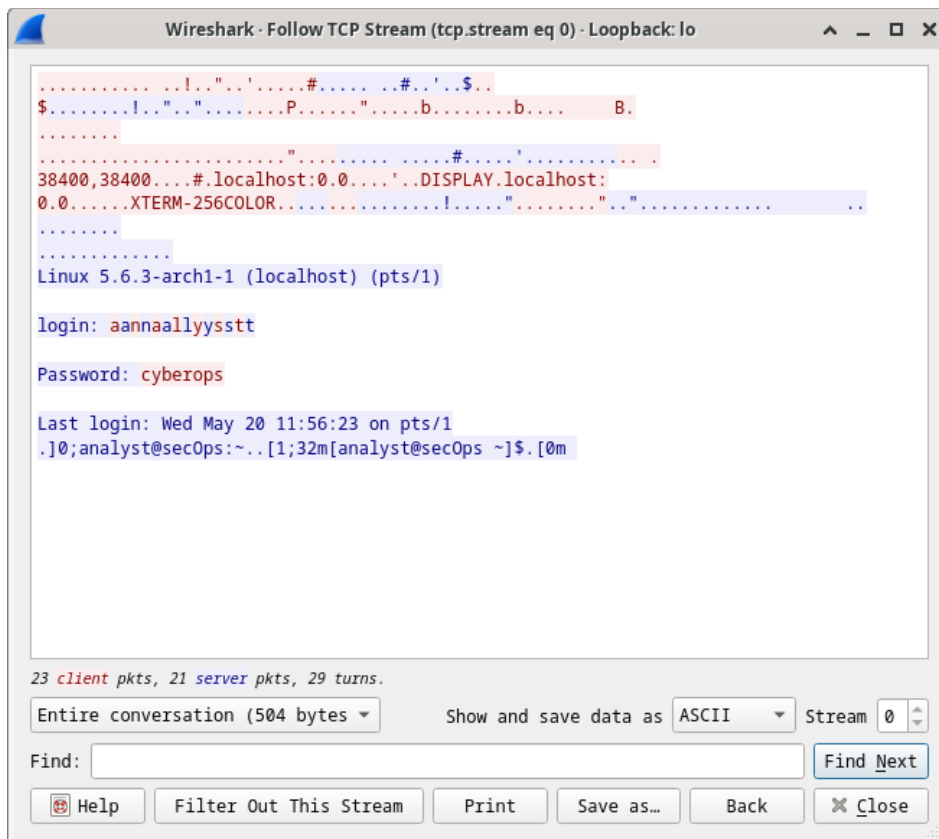 Wireshark · Follow TCP Stream (tcp.stream eq 0) · Loopback: lo
........... ..!.."..'.....#..... ..#..'..$..
$........!..".."........P......".....b........b....	B.
........
........................"......... .....#.....'............. .
38400,38400....#.localhost:0.0....'..DISPLAY.localhost:
0.0......XTERM-256COLOR................!....."........".."............. ..
........
.............
Linux 5.6.3-arch1-1 (localhost) (pts/1)
login: aannaallyysstt
Password: cyberops
Last login: Wed May 20 11:56:23 on pts/1
.]0;analyst@secOps:~..[1;32m[analyst@secOps ~]$.[0m
23 client pkts, 21 server pkts, 29 turns.
Entire conversation (504 bytes
Show and save data as ASCII
Stream 0
Find:
Find Next
Help
Filter Out This Stream
Print
Save as…
Back
Close